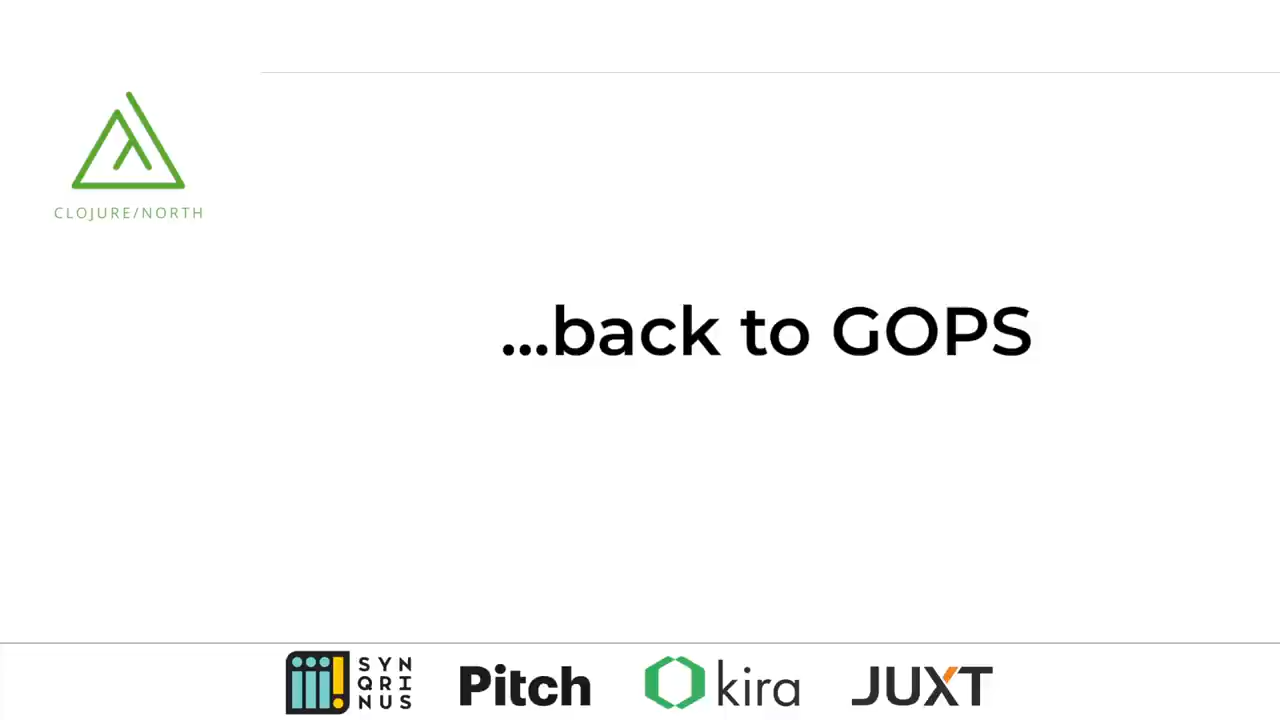 CLOJURE/NORTH
...back to GOPS
SYN
QRI
NUS
Pitch
kira
JUXT